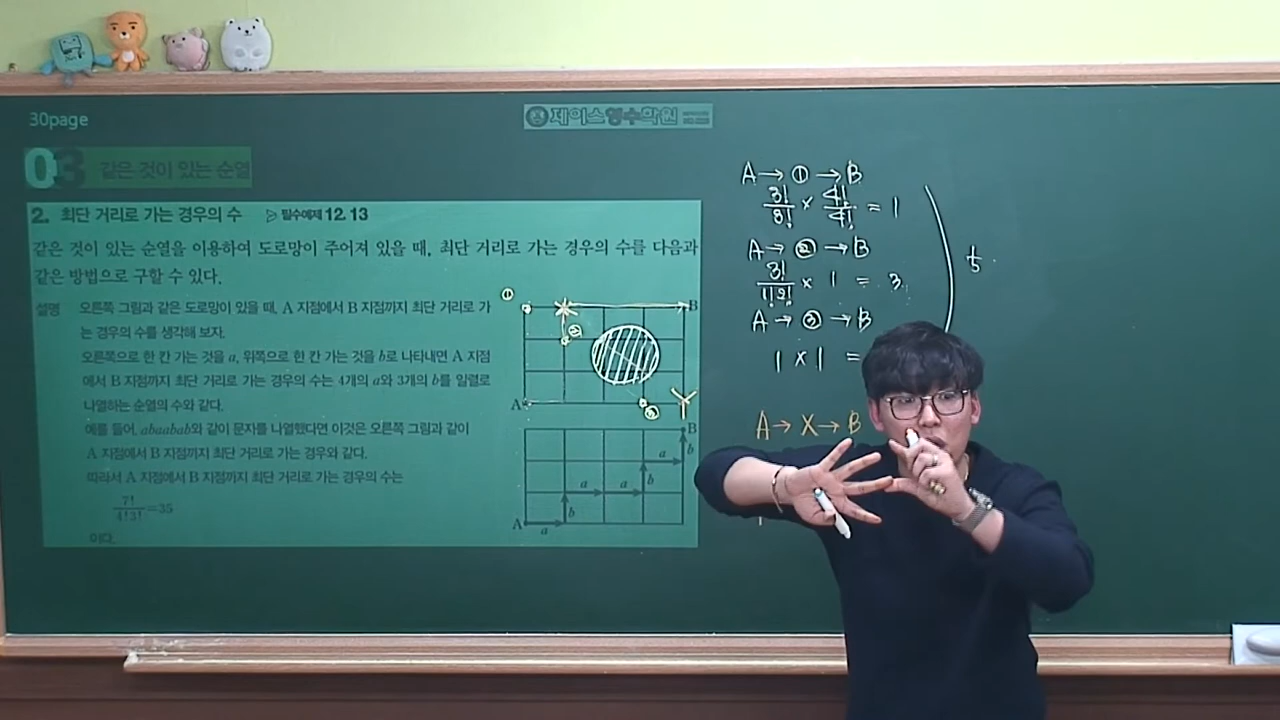 30page
제이스영수학원
03 같은 것이 있는 순열
2. 최단 거리로 가는 경우의 수 ▷ 필수예제 12, 13
같은 것이 있는 순열을 이용하여 도로망이 주어져 있을 때, 최단 거리로 가는 경우의 수를 다음과
같은 방법으로 구할 수 있다.
설명 오른쪽 그림과 같은 도로망이 있을 때, A 지점에서 B 지점까지 최단 거리로 가
는 경우의 수를 생각해 보자.
오른쪽으로 한 칸 가는 것을 a, 위쪽으로 한 칸 가는 것을 b로 나타내면 A 지점
에서 B 지점까지 최단 거리로 가는 경우의 수는 4개의 a와 3개의 b를 일렬로
나열하는 순열의 수와 같다.
예를 들어, abaabab와 같이 문자를 나열했다면 이것은 오른쪽 그림과 같이
A 지점에서 B 지점까지 최단 거리로 가는 경우와 같다.
따라서 A 지점에서 B 지점까지 최단 거리로 가는 경우의 수는
7!/4!3! = 35
이다.
①
B
②
A
③
Y
B
b
a
b
a a
b
A
a
A → ① → B
3!/3! × 4!/4! = 1
A → ② → B
3!/1!2! × 1 = 3
A → ③ → B
1 × 1 =
5
A → X → B